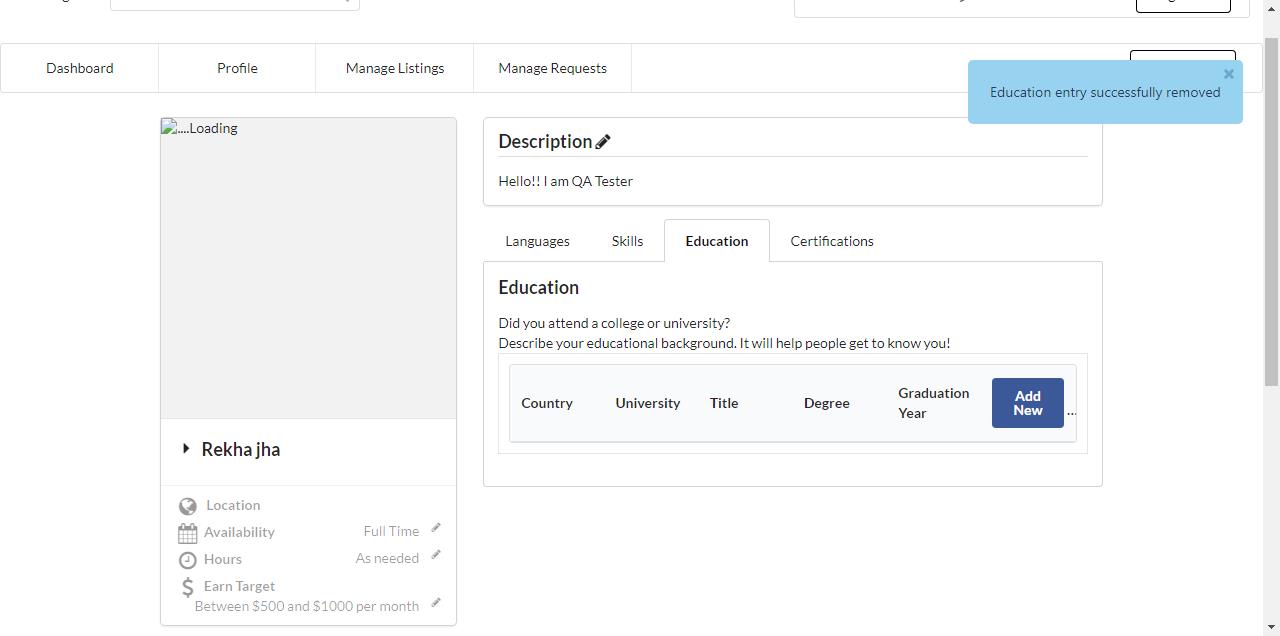 Dashboard
Profile
Manage Listings
Manage Requests
×
Education entry successfully removed
....Loading
Description
Hello!! I am QA Tester
Languages
Skills
Education
Certifications
Education
Did you attend a college or university?
Describe your educational background. It will help people get to know you!
Country
University
Title
Degree
Graduation
Year
Add
New
...
Rekha jha
Location
Availability
Full Time
Hours
As needed
Earn Target
Between $500 and $1000 per month